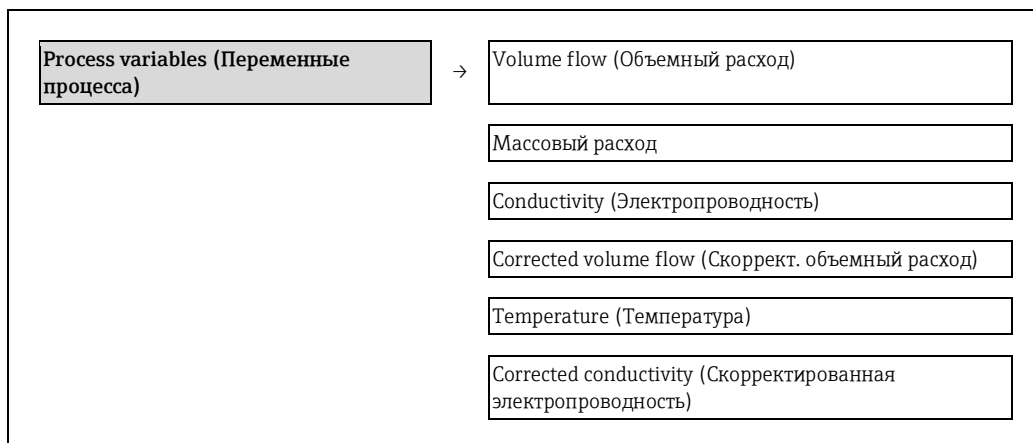 Process variables (Переменные
процесса)
→
Volume flow (Объемный расход)
Массовый расход
Conductivity (Электропроводность)
Corrected volume flow (Скоррект. объемный расход)
Temperature (Температура)
Corrected conductivity (Скорректированная
электропроводность)